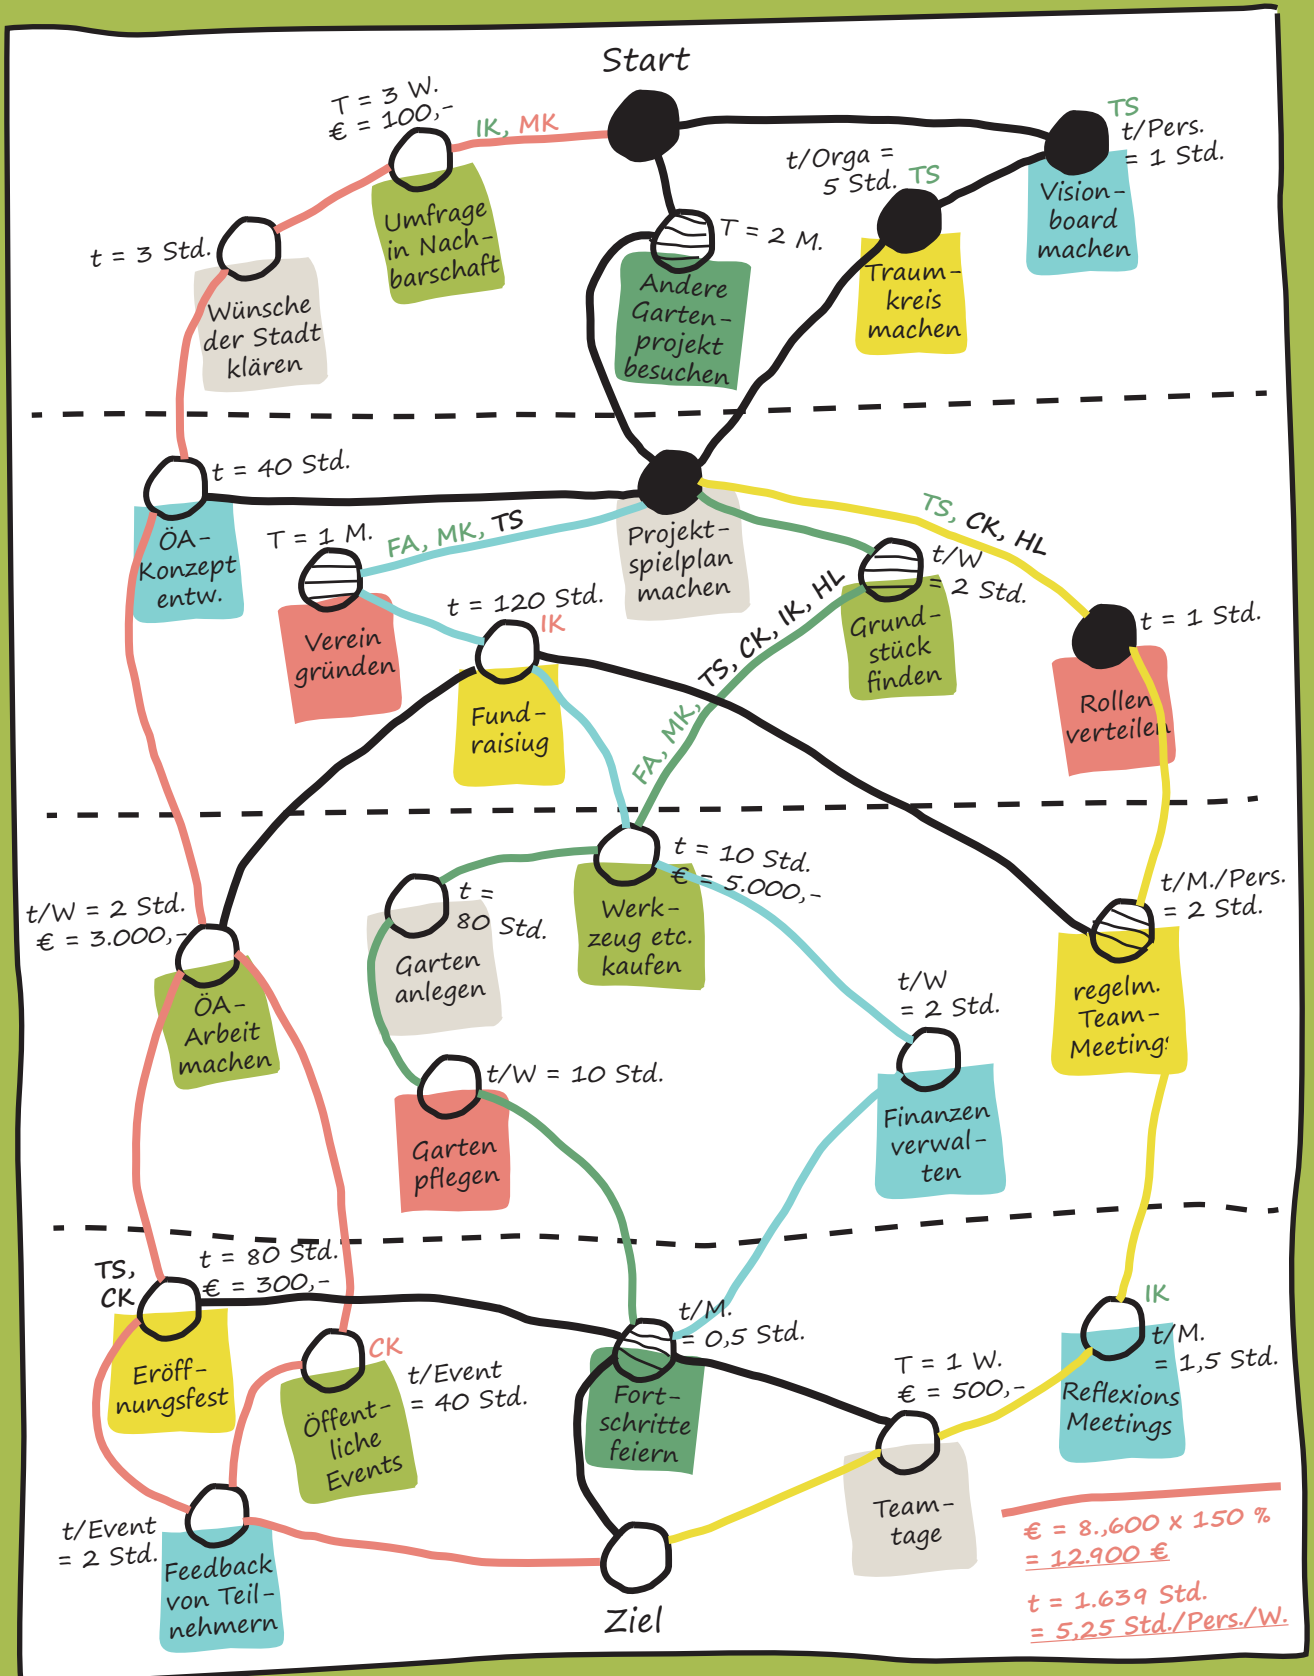 Start
T = 3 W.
€ = 100,-
IK, MK
TS
t/Pers.
= 1 Std.
t/Orga =
5 Std.
TS
Vision-
board
machen
Umfrage
in Nach-
barschaft
T = 2 M.
t = 3 Std.
Traum-
kreis
machen
Andere
Garten-
projekt
besuchen
Wünsche
der Stadt
klären
t = 40 Std.
ÖA-
Konzept
entw.
T = 1 M.
FA, MK, TS
Projekt-
spielplan
machen
TS, CK, HL
t/W
= 2 Std.
Grund-
stück
finden
t = 1 Std.
Rollen
verteilen
Verein
gründen
t = 120 Std.
IK
Fund-
raisiug
FA, MK, TS, CK, IK, HL
t = 10 Std.
€ = 5.000,-
Werk-
zeug etc.
kaufen
t =
80 Std.
Garten
anlegen
t/W = 2 Std.
€ = 3.000,-
ÖA-
Arbeit
machen
t/M./Pers.
= 2 Std.
regelm.
Team-
Meetings
t/W
= 2 Std.
Finanzen
verwal-
ten
t/W = 10 Std.
Garten
pflegen
TS,
CK
t = 80 Std.
€ = 300,-
Eröff-
nungsfest
CK
t/Event
= 40 Std.
Öffent-
liche
Events
t/M.
= 0,5 Std.
Fort-
schritte
feiern
IK
t/M.
= 1,5 Std.
Reflexions
Meetings
T = 1 W.
€ = 500,-
Team-
tage
t/Event
= 2 Std.
Feedback
von Teil-
nehmern
Ziel
€ = 8.,600 x 150 %
= 12.900 €
t = 1.639 Std.
= 5,25 Std./Pers./W.